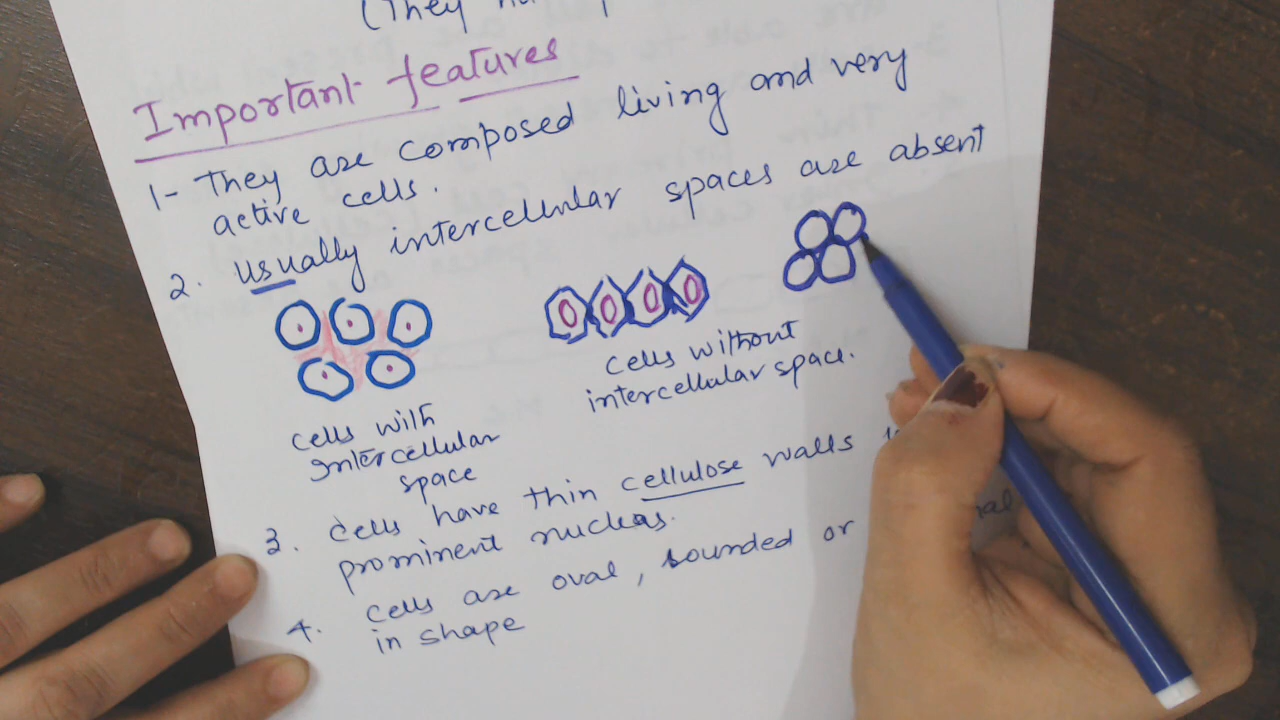 (They
Important features
1- They are composed living and very
active cells.
2. Usually intercellular spaces are absent
cells with
intercellular
space
cells without
intercellular space.
3. Cells have thin cellulose walls
prominent nucleas.
4. cells are oval, rounded or
in shape